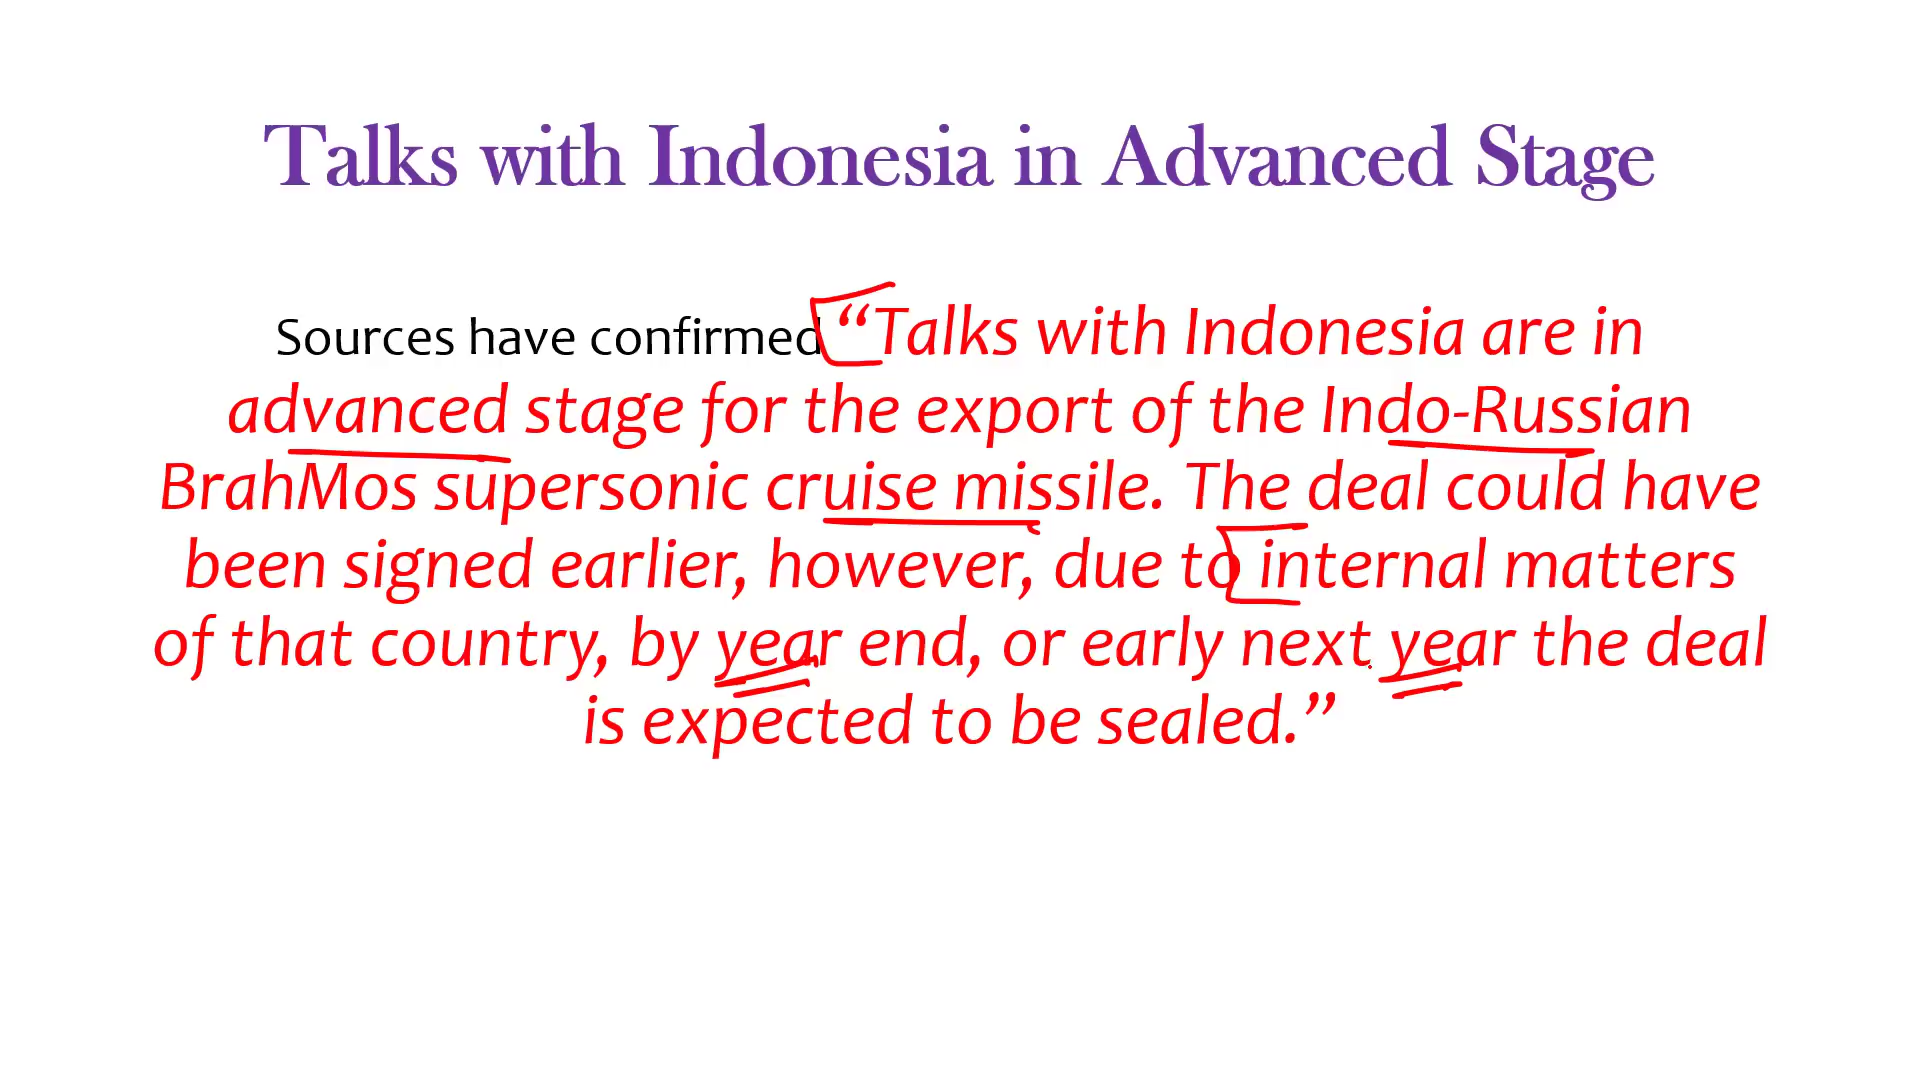 Talks with Indonesia in Advanced Stage
Sources have confirmed “Talks with Indonesia are in
advanced stage for the export of the Indo-Russian
BrahMos supersonic cruise missile. The deal could have
been signed earlier, however, due to internal matters
of that country, by year end, or early next year the deal
is expected to be sealed.”